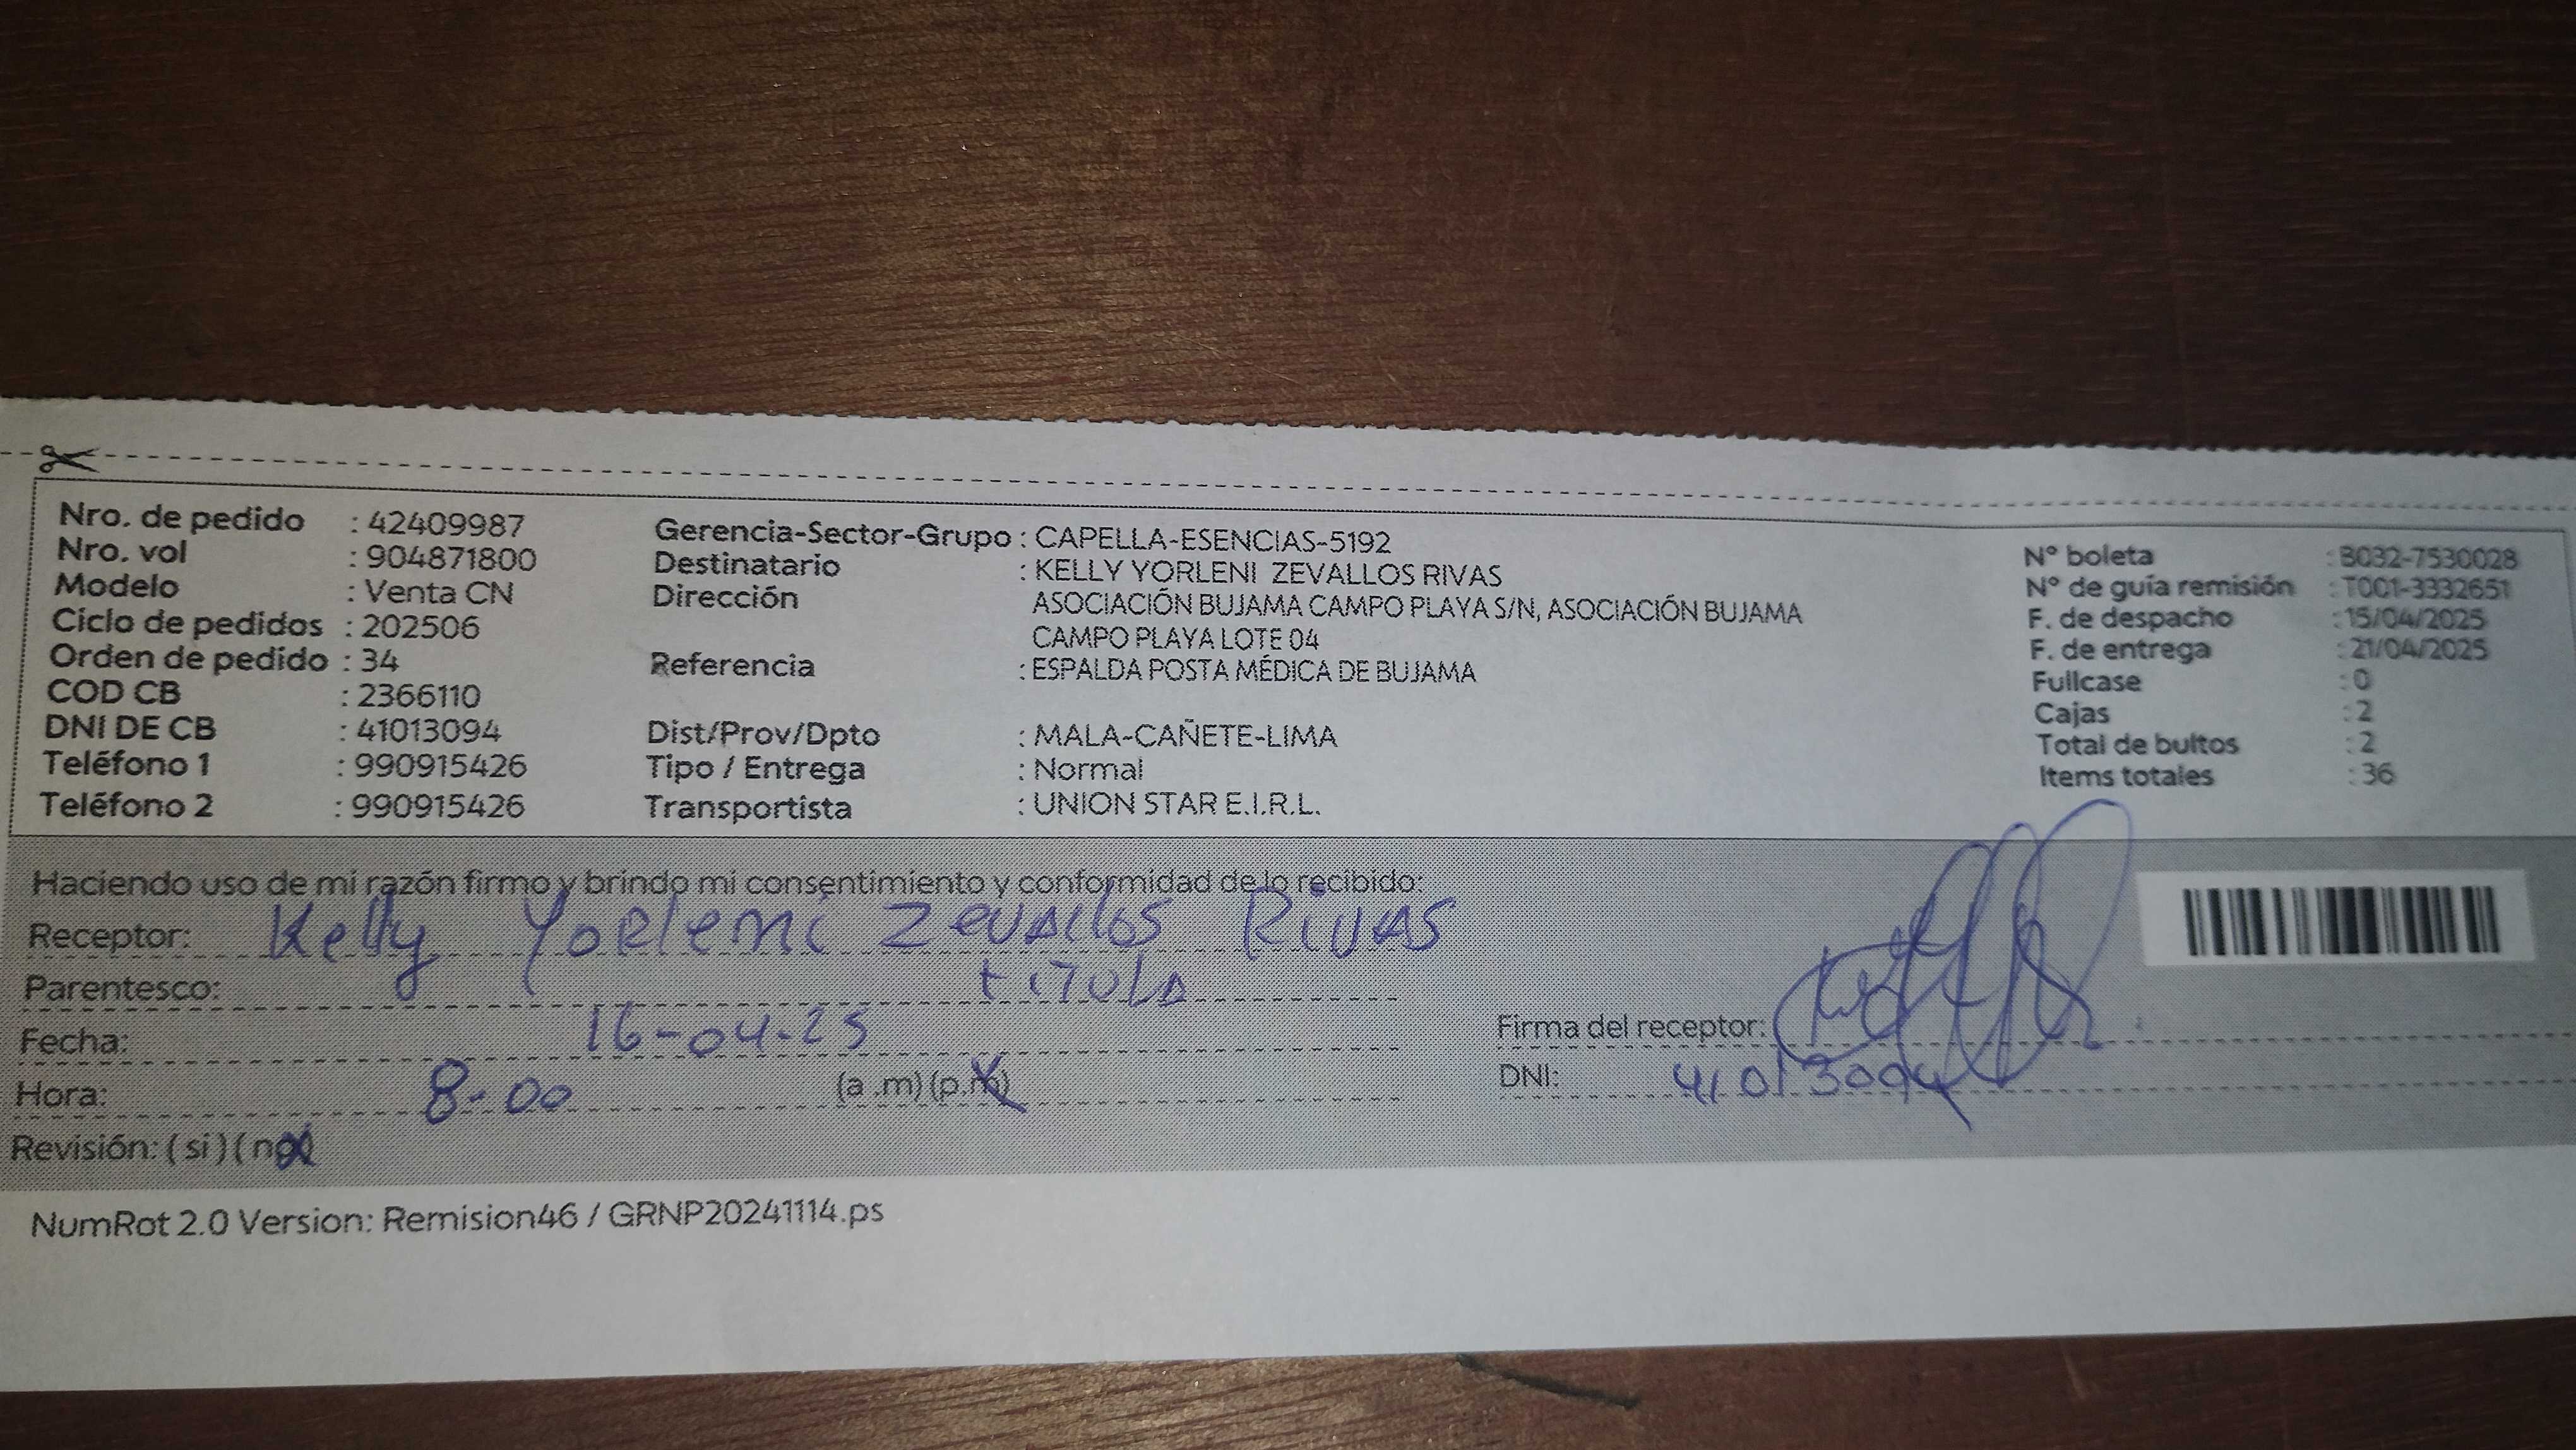 Nro. de pedido : 42409987
Nro. vol : 904871800
Modelo : Venta CN
Ciclo de pedidos : 202506
Orden de pedido : 34
COD CB : 2366110
DNI DE CB : 41013094
Teléfono 1 : 990915426
Teléfono 2 : 990915426
Gerencia-Sector-Grupo : CAPELLA-ESENCIAS-5192
Destinatario : KELLY YORLENI ZEVALLOS RIVAS
Dirección ASOCIACIÓN BUJAMA CAMPO PLAYA S/N, ASOCIACIÓN BUJAMA
CAMPO PLAYA LOTE 04
Referencia : ESPALDA POSTA MÉDICA DE BUJAMA
Dist/Prov/Dpto : MALA-CAÑETE-LIMA
Tipo / Entrega : Normal
Transportista : UNION STAR E.I.R.L.
N° boleta : B032-7530028
N° de guía remisión : T001-3332651
F. de despacho : 15/04/2025
F. de entrega : 21/04/2025
Fullcase : 0
Cajas : 2
Total de bultos : 2
Items totales : 36
Haciendo uso de mi razón firmo y brindo mi consentimiento y conformidad de lo recibido:
Receptor: Kelly Yorleni Zevallos Rivas
Parentesco: titula
Fecha: 16-04-25
Hora: 8-00 (a .m) (p.m)
Revisión: ( si ) ( no )
Firma del receptor:
DNI: 41013094
NumRot 2.0 Version: Remision46 / GRNP20241114.ps